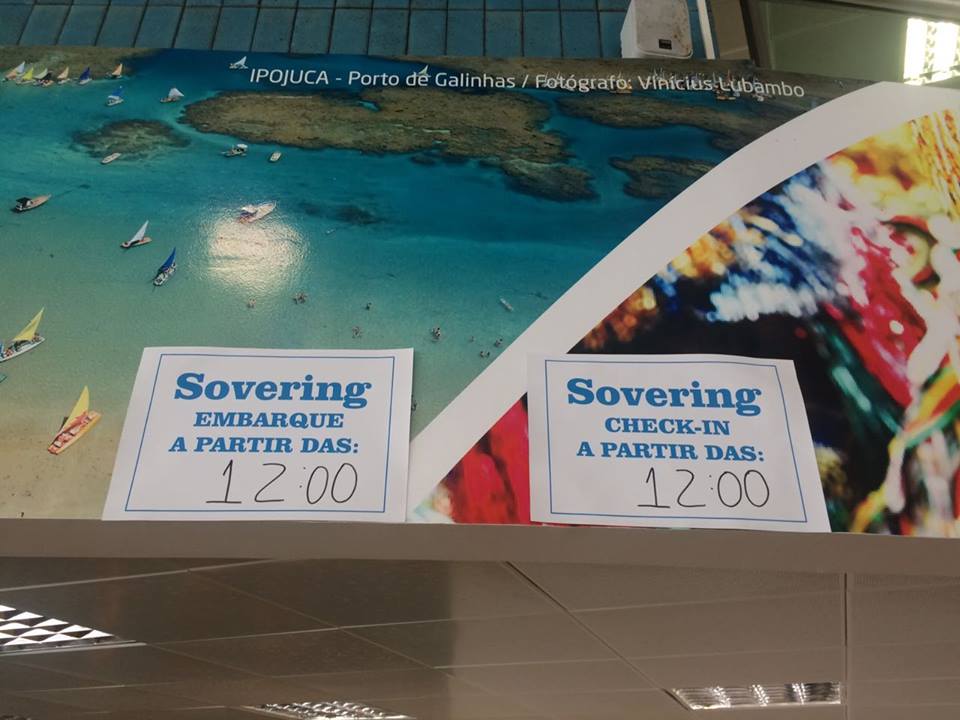 IPOJUCA - Porto de Galinhas / Fotógrafo: Vinícius Lubambo
Sovering
EMBARQUE
A PARTIR DAS:
12:00
Sovering
CHECK-IN
A PARTIR DAS:
12:00